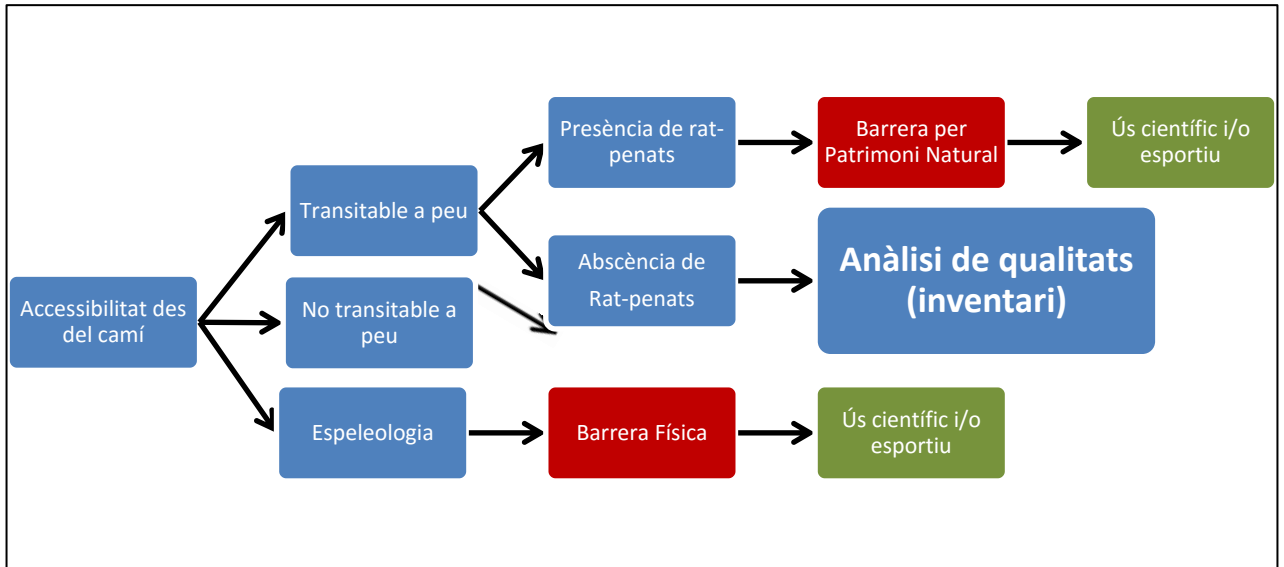 Accessibilitat des
del camí
Transitable a peu
No transitable a
peu
Espeleologia
Presència de rat-
penats
Abscència de
Rat-penats
Barrera Física
Barrera per
Patrimoni Natural
Anàlisi de qualitats
(inventari)
Ús científic i/o
esportiu
Ús científic i/o
esportiu